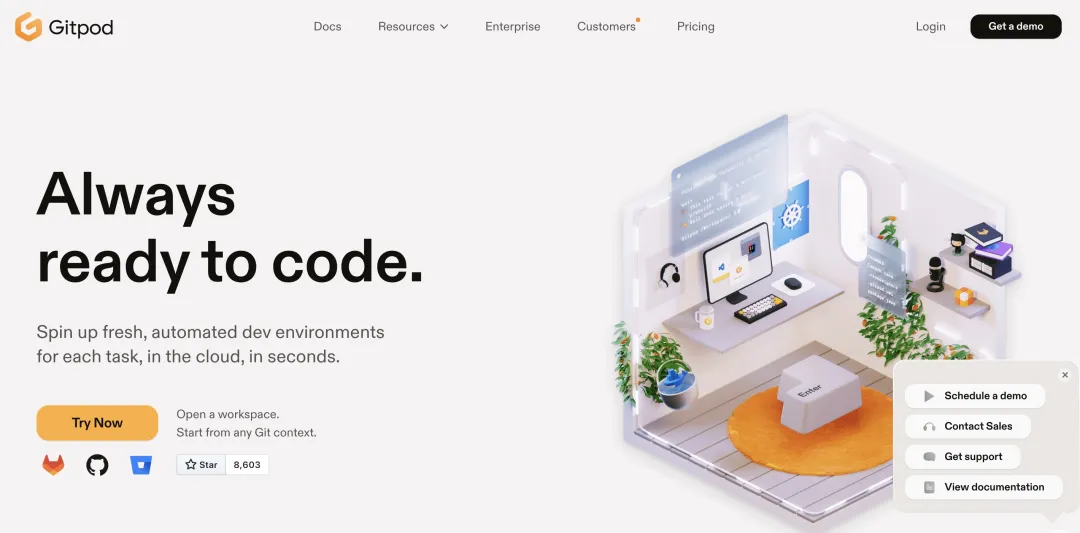 Gitpod
Docs
Resources
Enterprise
Customers
Pricing
Login
Get a demo
Always
ready to code.
Spin up fresh, automated dev environments
for each task, in the cloud, in seconds.
Try Now
Open a workspace.
Start from any Git context.
Star
8,603
Enter
Schedule a demo
Contact Sales
Get support
View documentation